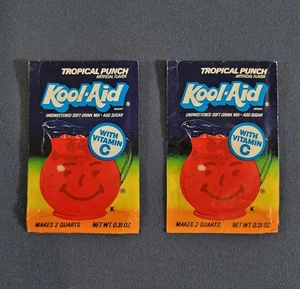 TROPICAL PUNCH
ARTIFICIAL FLAVOR
Kool-Aid
UNSWEETENED SOFT DRINK MIX • ADD SUGAR
WITH
VITAMIN
C
K
MAKES 2 QUARTS NET WT. 0.31 OZ.
TROPICAL PUNCH
ARTIFICIAL FLAVOR
Kool-Aid
UNSWEETENED SOFT DRINK MIX • ADD SUGAR
WITH
VITAMIN
C
K
MAKES 2 QUARTS NET WT. 0.31 OZ.